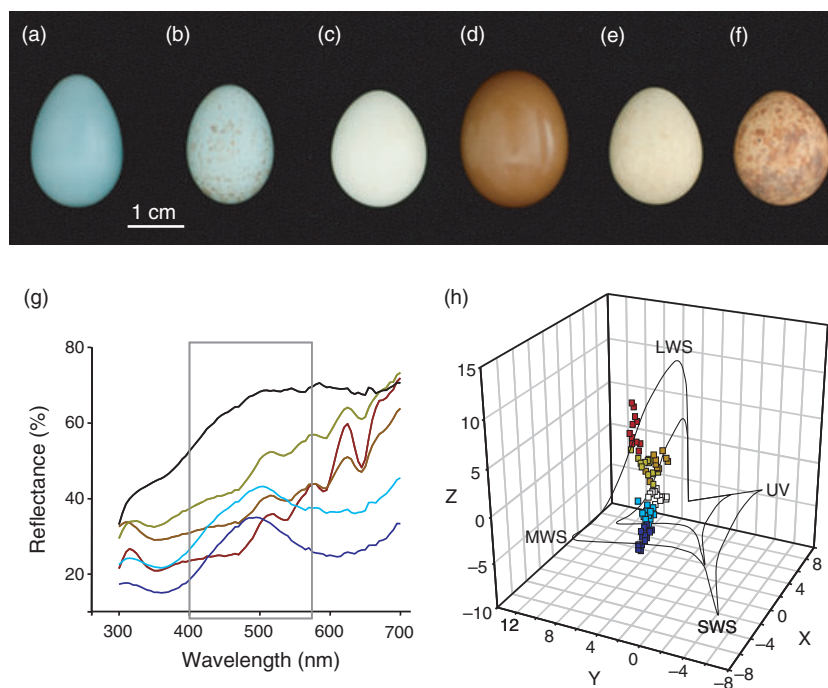 (a) (b) (c) (d) (e) (f)
1 cm
(g)
80
60
40
20
Reflectance (%)
300 400 500 600 700
Wavelength (nm)
(h)
15
10
5
0
−5
−10
Z
LWS
UV
MWS
SWS
12 8 4 0 −4 −8
Y
8
4
0
−4
−8
X